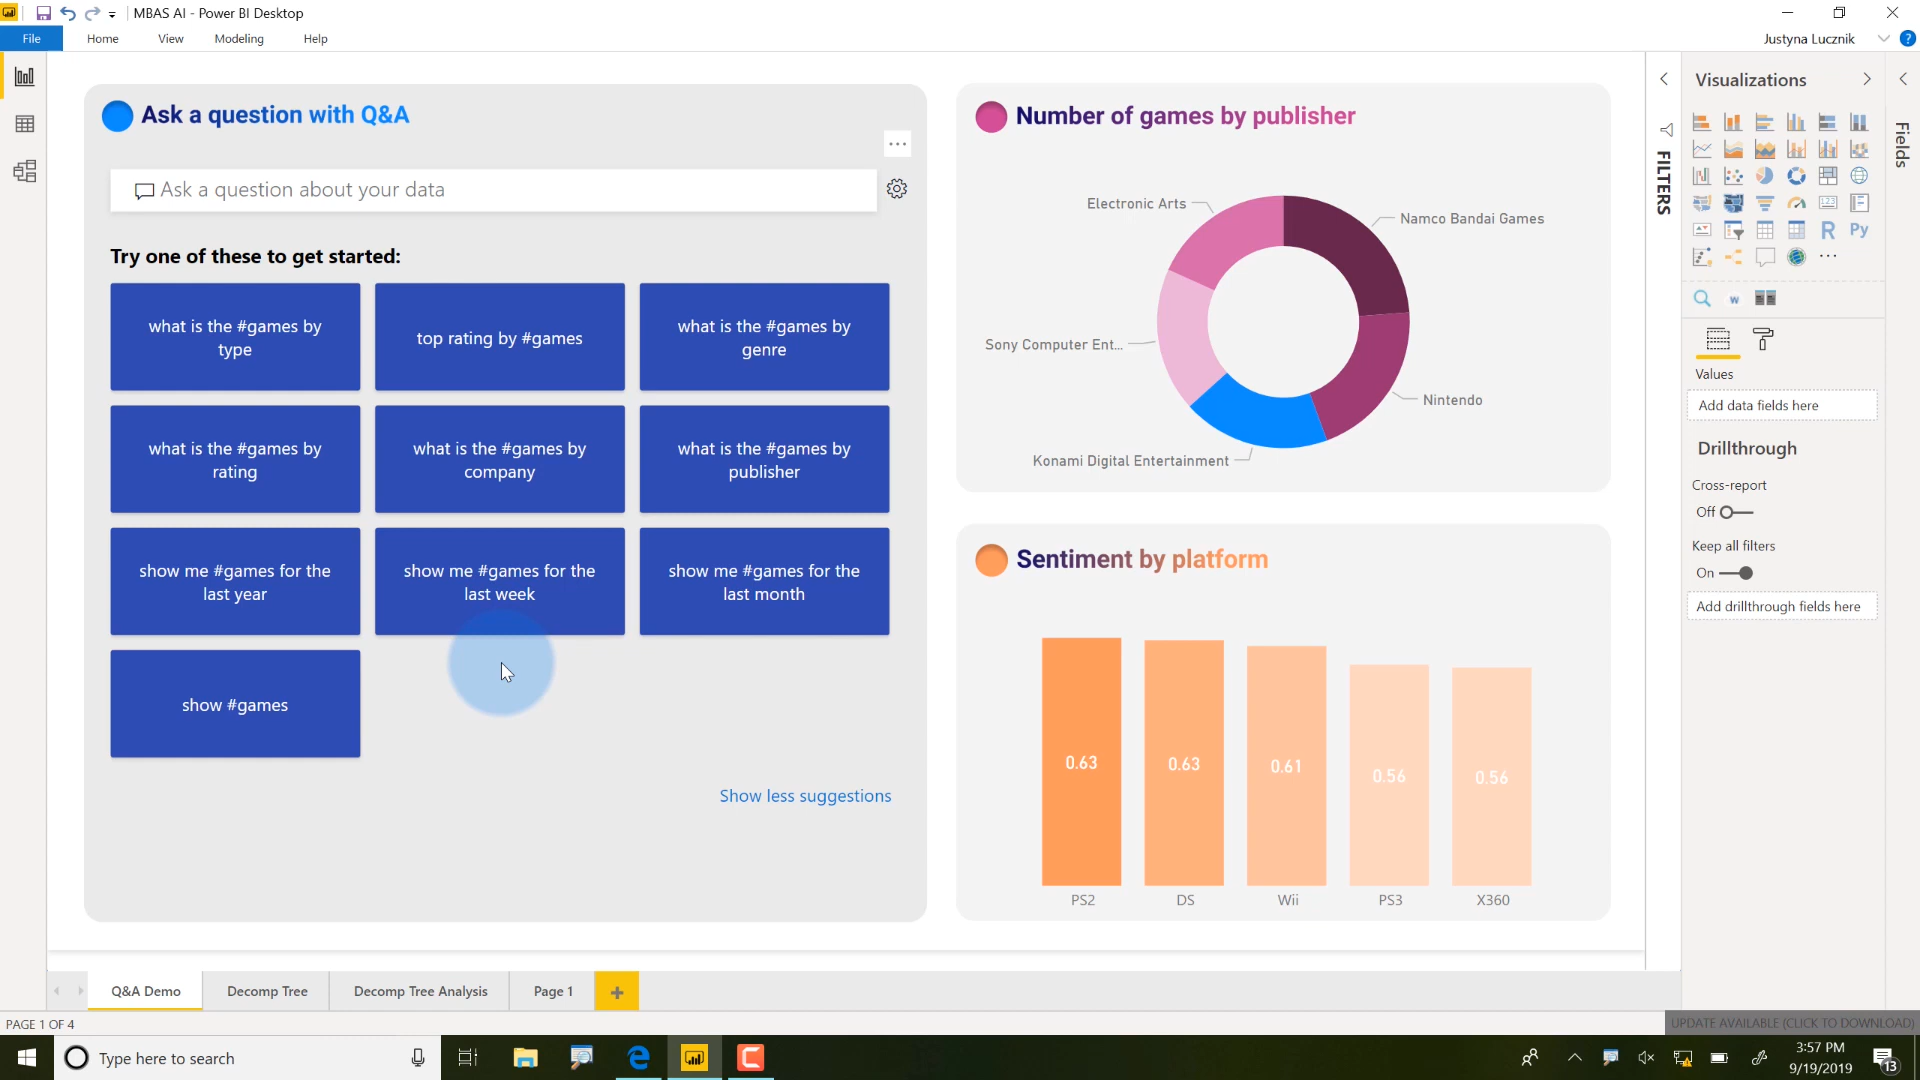 MBAS AI - Power BI Desktop
File
Home
View
Modeling
Help
Justyna Lucznik
?
Ask a question with Q&A
Ask a question about your data
Try one of these to get started:
what is the #games by
type
top rating by #games
what is the #games by
genre
what is the #games by
rating
what is the #games by
company
what is the #games by
publisher
show me #games for the
last year
show me #games for the
last week
show me #games for the
last month
show #games
Show less suggestions
Number of games by publisher
Electronic Arts
Namco Bandai Games
Sony Computer Ent...
Nintendo
Konami Digital Entertainment
Sentiment by platform
0.63
0.63
0.61
0.56
0.56
PS2
DS
Wii
PS3
X360
FILTERS
Visualizations
123
R
Py
W
Values
Add data fields here
Drillthrough
Cross-report
Off
Keep all filters
On
Add drillthrough fields here
Fields
Q&A Demo
Decomp Tree
Decomp Tree Analysis
Page 1
+
PAGE 1 OF 4
UPDATE AVAILABLE (CLICK TO DOWNLOAD)
Type here to search
3:57 PM
9/19/2019
13